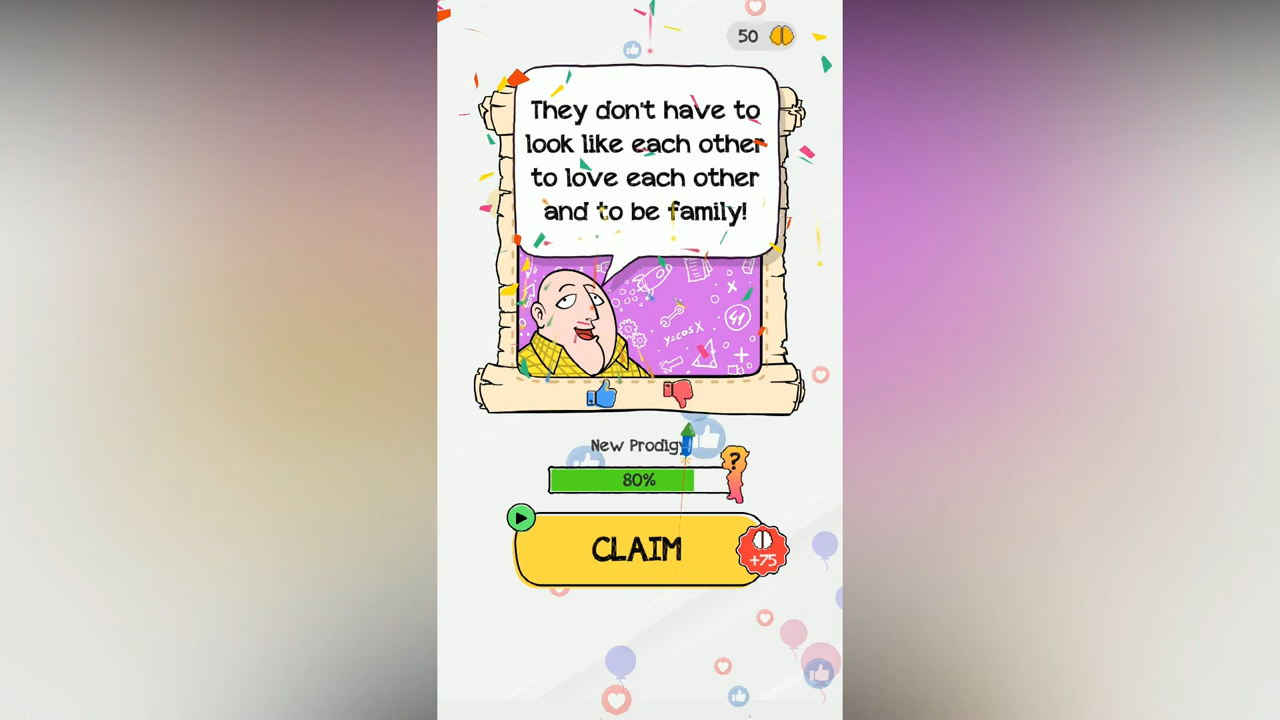 50
They don't have to
look like each other
to love each other
and to be family!
41
y=cosx
New Prodigy
?
80%
CLAIM
+75